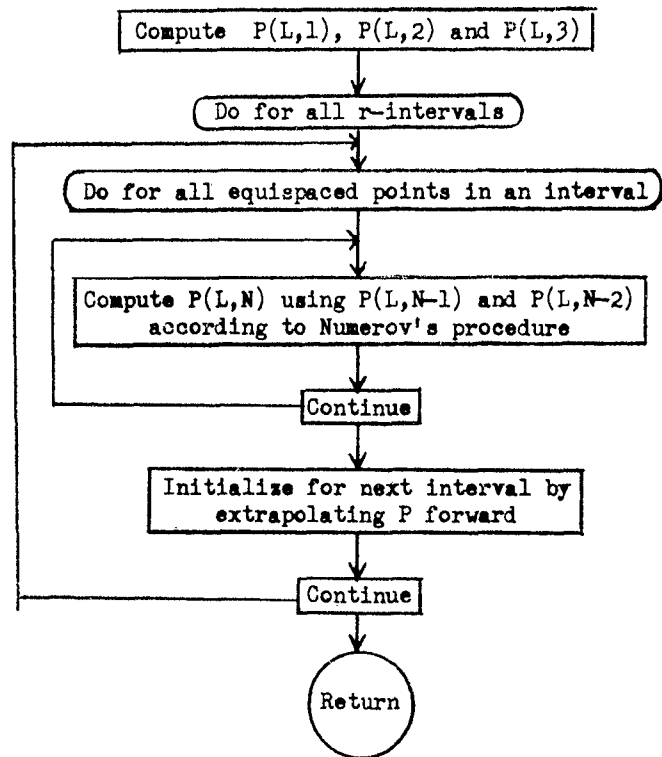 Compute P(L,1), P(L,2) and P(L,3)
Do for all r-intervals
Do for all equispaced points in an interval
Compute P(L,N) using P(L,N-1) and P(L,N-2)
according to Numerov's procedure
Continue
Initialize for next interval by
extrapolating P forward
Continue
Return